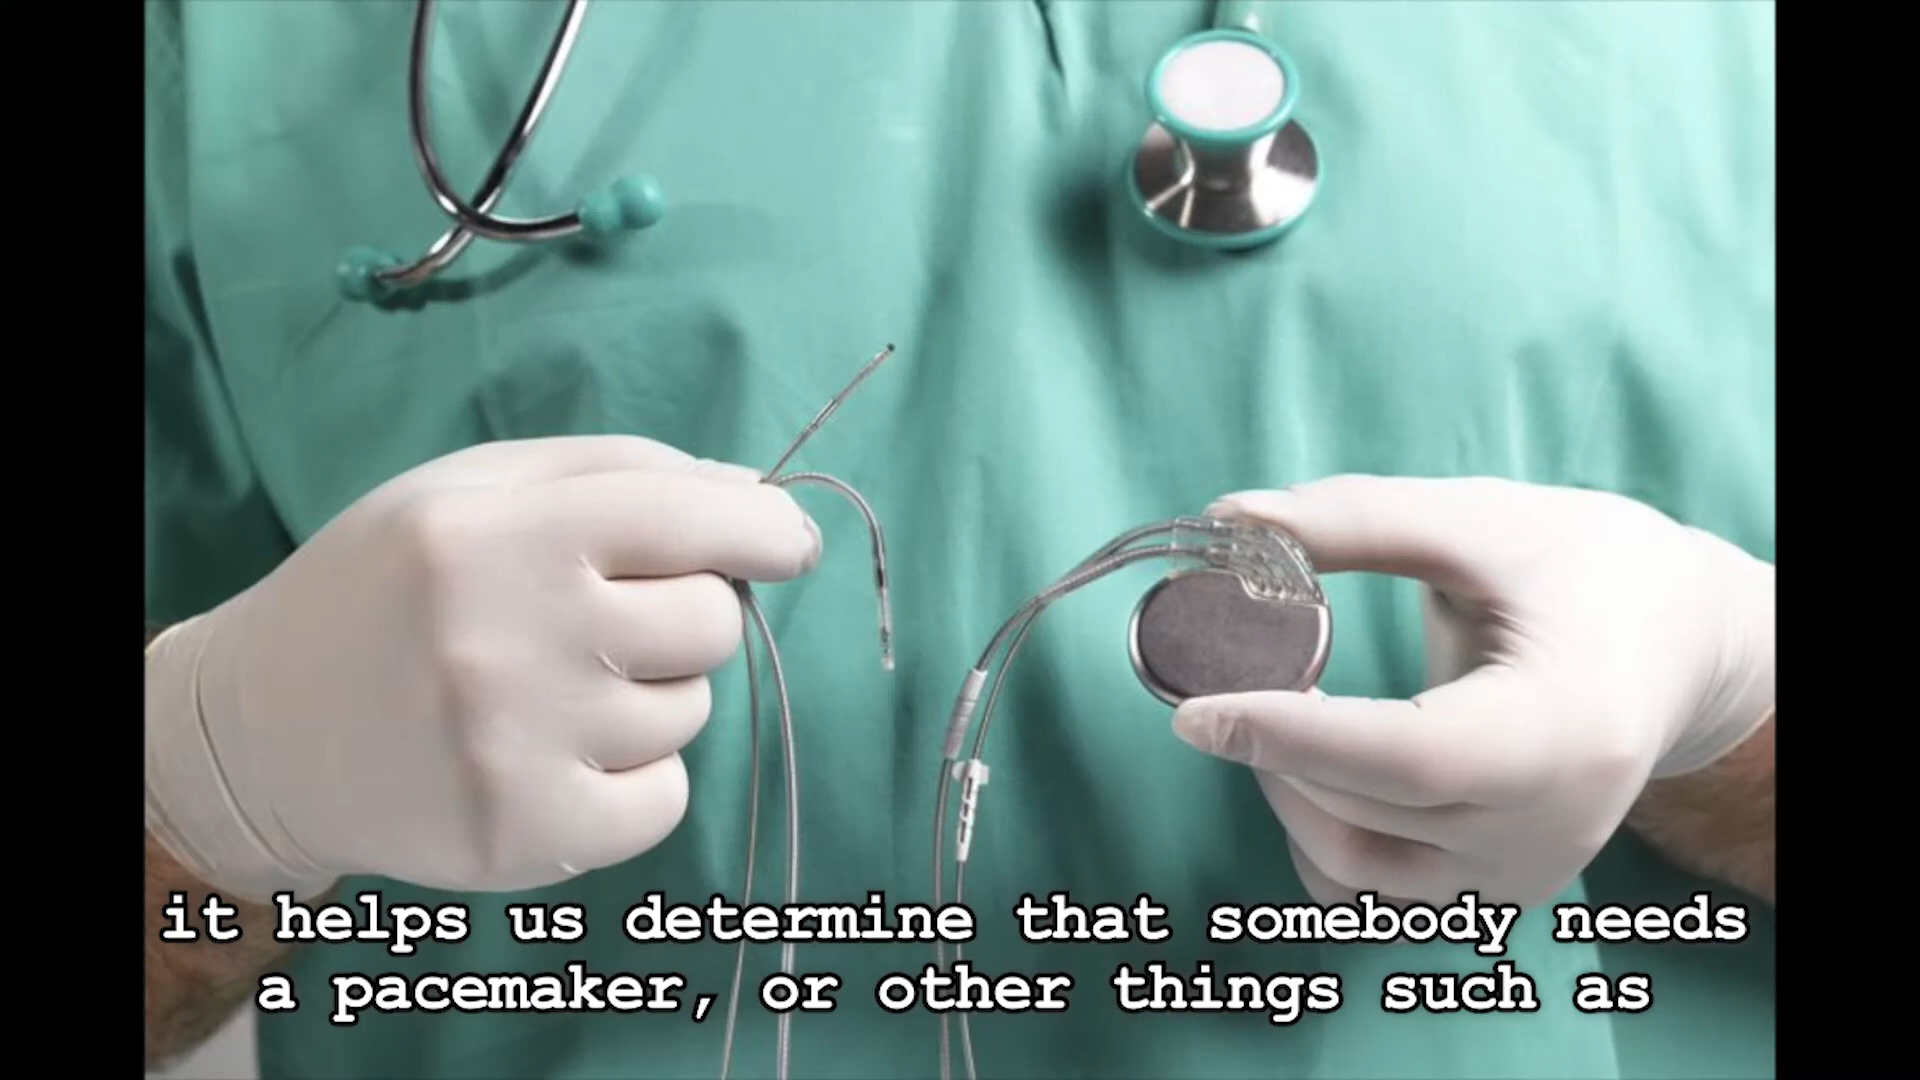 it helps us determine that somebody needs
a pacemaker, or other things such as